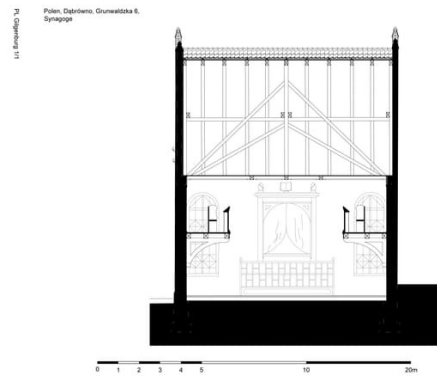 PL Gilgenburg 1/1
Polen, Dąbrówno, Grunwaldzka 6,
Synagoge
0 1 2 3 4 5 10 20m